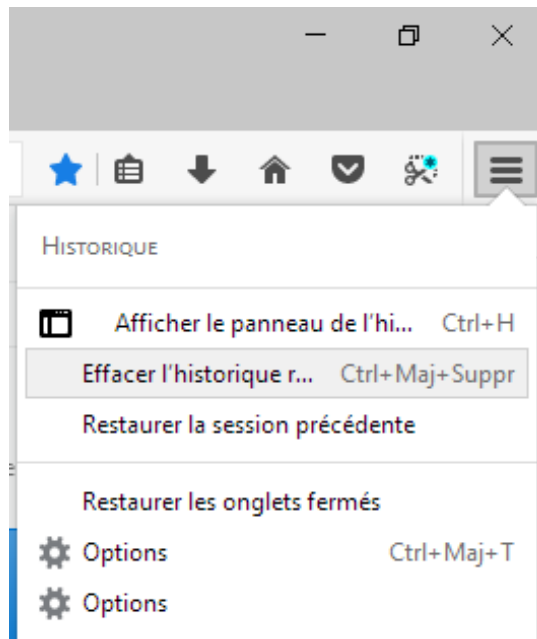 Historique
Afficher le panneau de l'hi... Ctrl+H
Effacer l'historique r... Ctrl+Maj+Suppr
Restaurer la session précédente
Restaurer les onglets fermés
Options Ctrl+Maj+T
Options